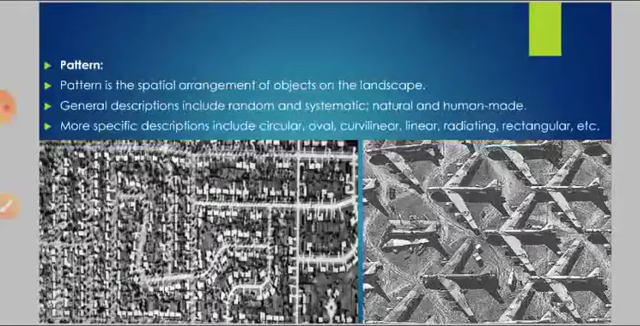 Pattern:
Pattern is the spatial arrangement of objects on the landscape.
General descriptions include random and systematic; natural and human-made.
More specific descriptions include circular, oval, curvilinear, linear, radiating, rectangular, etc.